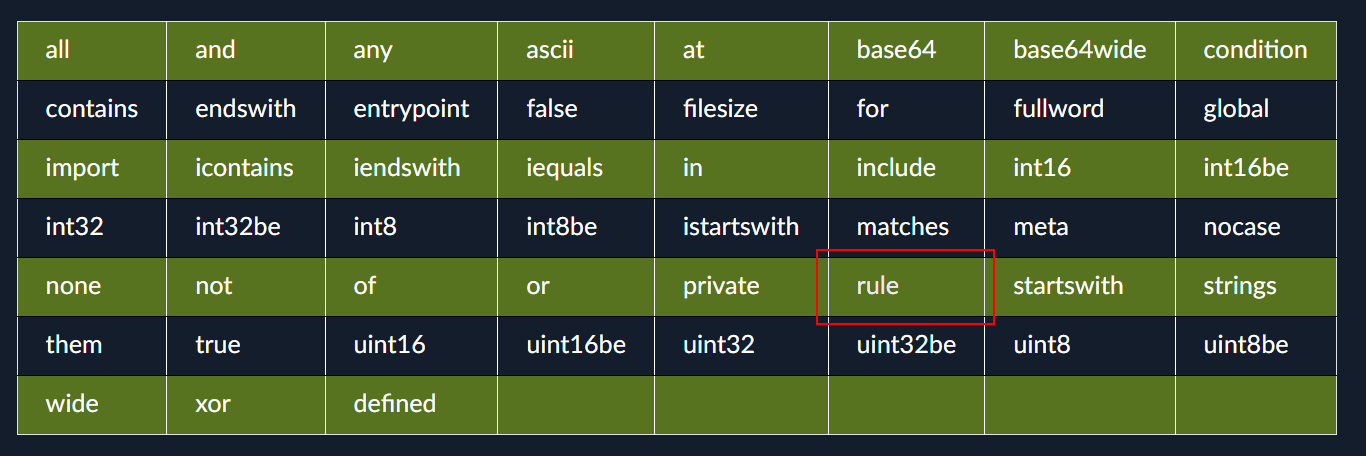 all and any ascii at base64 base64wide condition
contains endswith entrypoint false filesize for fullword global
import icontains iendswith iequals in include int16 int16be
int32 int32be int8 int8be istartswith matches meta nocase
none not of or private rule startswith strings
them true uint16 uint16be uint32 uint32be uint8 uint8be
wide xor defined